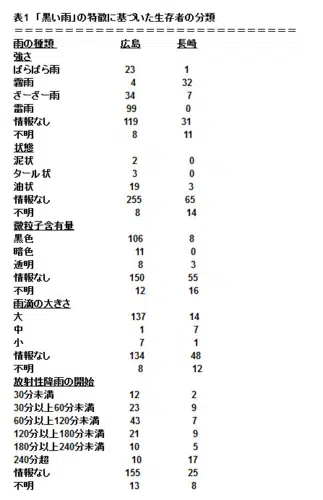 表1 「黒い雨」の特徴に基づいた生存者の分類
==============================
雨の種類 広島 長崎
強さ
ぱらぱら雨 23 1
霧雨 4 32
ざーざー雨 34 7
雷雨 99 0
情報なし 119 31
不明 8 11
状態
泥状 2 0
タール状 3 0
油状 19 3
情報なし 255 65
不明 8 14
微粒子含有量
黒色 106 8
暗色 11 0
透明 8 3
情報なし 150 55
不明 12 16
雨滴の大きさ
大 137 14
中 1 7
小 7 1
情報なし 134 48
不明 8 12
放射性降雨の開始
30分未満 12 2
30分以上60分未満 23 9
60分以上120分未満 43 7
120分以上180分未満 21 9
180分以上240分未満 10 5
240分超 10 17
情報なし 155 25
不明 13 8